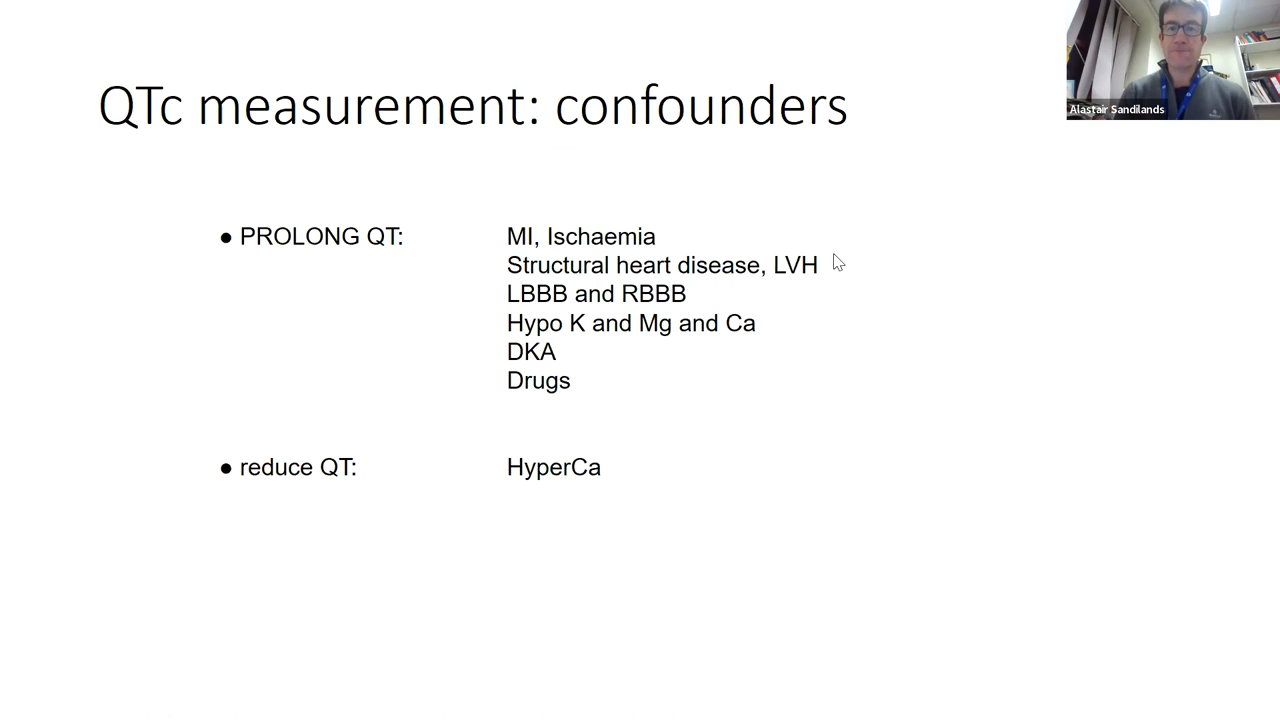 QTc measurement: confounders
Alastair Sandilands
● PROLONG QT: MI, Ischaemia
Structural heart disease, LVH
LBBB and RBBB
Hypo K and Mg and Ca
DKA
Drugs
● reduce QT: HyperCa